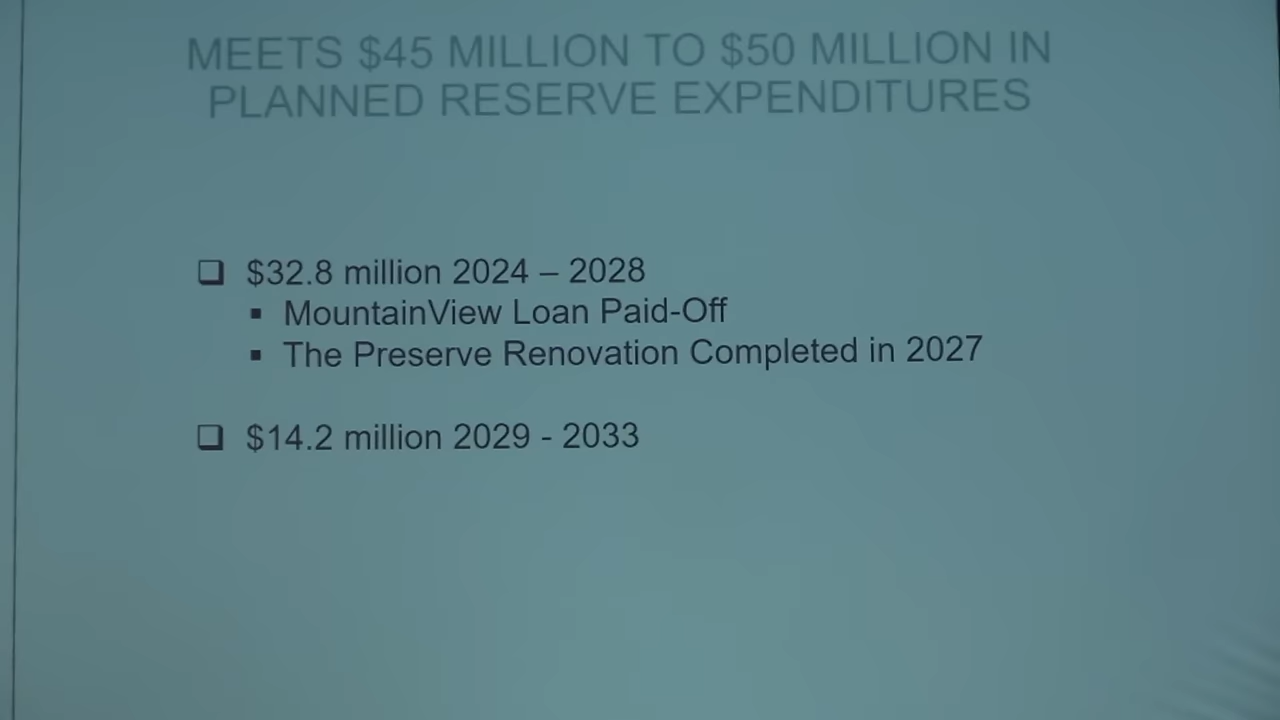 MEETS $45 MILLION TO $50 MILLION IN
PLANNED RESERVE EXPENDITURES
❑ $32.8 million 2024 – 2028
▪ MountainView Loan Paid-Off
▪ The Preserve Renovation Completed in 2027
❑ $14.2 million 2029 - 2033